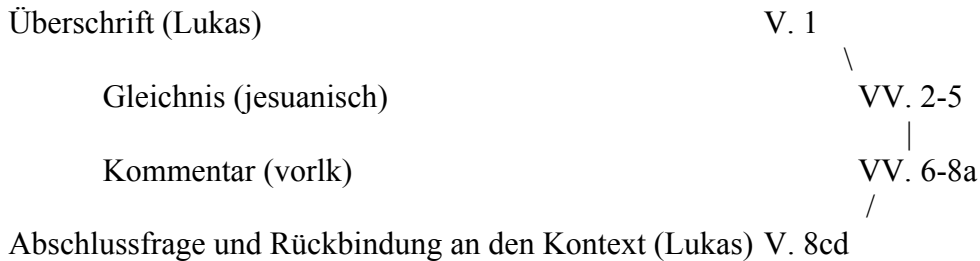 Überschrift (Lukas) V. 1
\
Gleichnis (jesuanisch) VV. 2-5
|
Kommentar (vorlk) VV. 6-8a
/
Abschlussfrage und Rückbindung an den Kontext (Lukas) V. 8cd